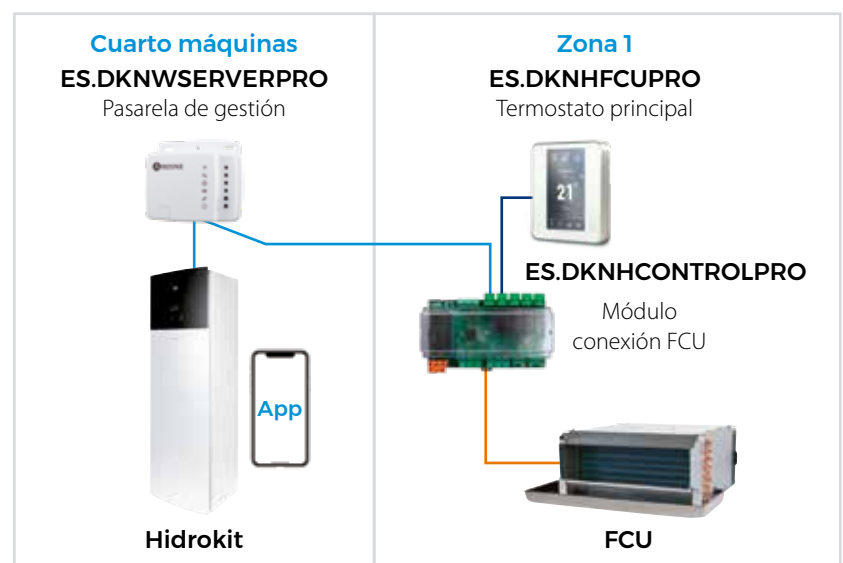 Cuarto máquinas
ES.DKNWSERVERPRO
Pasarela de gestión
AIRZONE
App
Hidrokit
Zona 1
ES.DKNHFCUPRO
Termostato principal
21
ES.DKNHCONTROLPRO
Módulo
conexión FCU
FCU